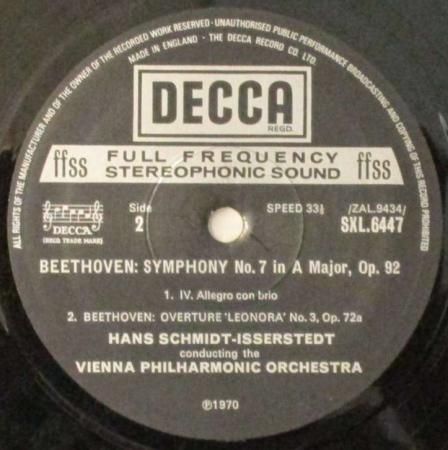 ALL RIGHTS OF THE MANUFACTURER AND OF THE OWNER OF THE RECORDED WORK RESERVED · UNAUTHORISED PUBLIC PERFORMANCE BROADCASTING AND COPYING OF THIS RECORD PROHIBITED
MADE IN ENGLAND · THE DECCA RECORD CO. LTD.
DECCA
REGD.
ffss FULL FREQUENCY STEREOPHONIC SOUND ffss
DECCA
(REGD. TRADE MARK)
Side
2
SPEED 33⅓
/ZAL.9434/
SXL.6447
BEETHOVEN: SYMPHONY No. 7 in A Major, Op. 92
1. IV. Allegro con brio
2. BEETHOVEN: OVERTURE 'LEONORA' No. 3, Op. 72a
HANS SCHMIDT-ISSERSTEDT
conducting the
VIENNA PHILHARMONIC ORCHESTRA
℗1970